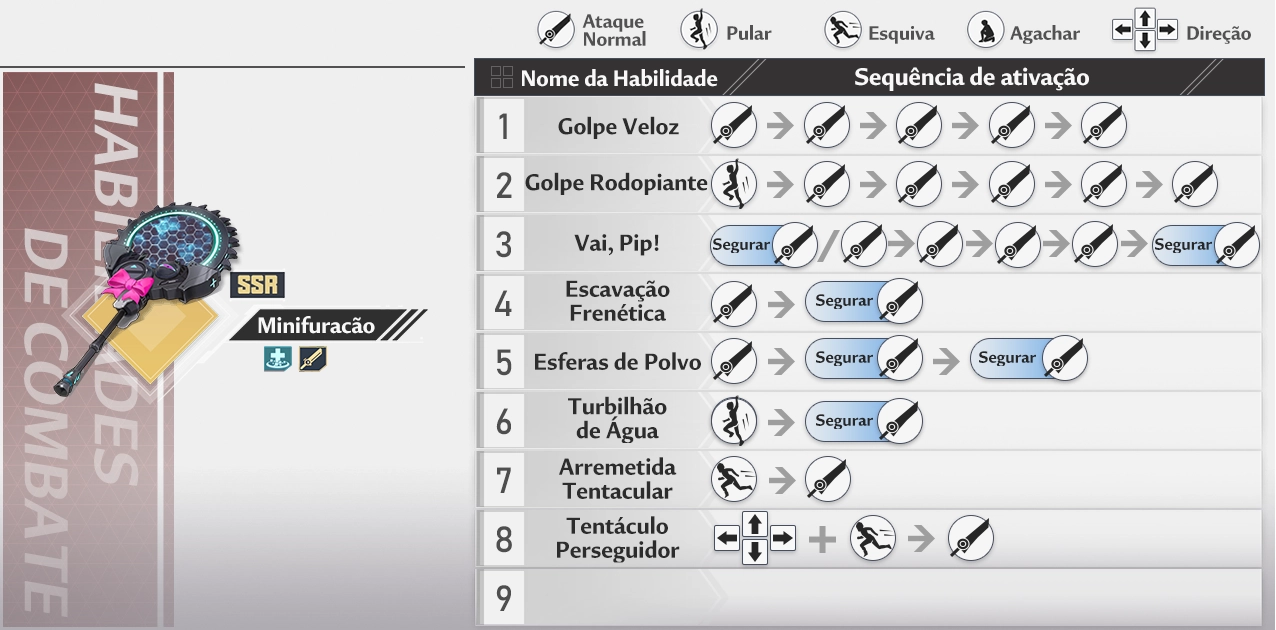 Ataque
Normal
Pular
Esquiva
Agachar
Direção
HABILIDADES
DE COMBATE
SSR
Minifuracão
Nome da Habilidade
Sequência de ativação
1 Golpe Veloz
2 Golpe Rodopiante
3 Vai, Pip! Segurar / Segurar
4 Escavação
Frenética Segurar
5 Esferas de Polvo Segurar Segurar
6 Turbilhão
de Água Segurar
7 Arremetida
Tentacular
8 Tentáculo
Perseguidor +
9